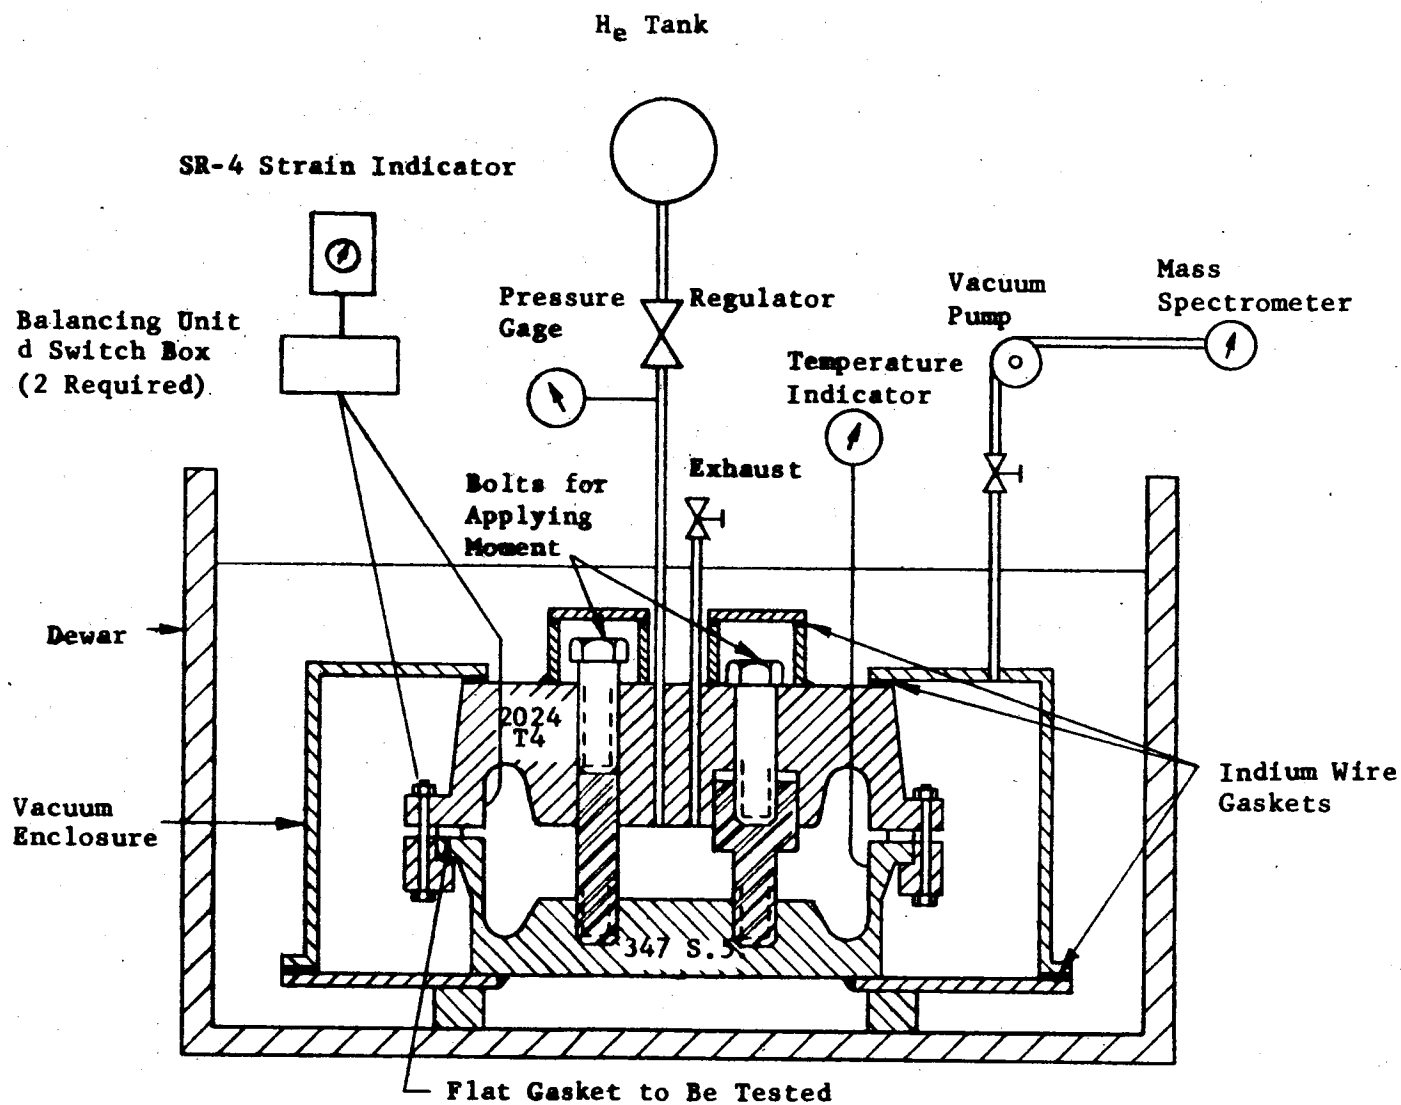 He Tank
SR-4 Strain Indicator
Balancing Unit
d Switch Box
(2 Required)
Pressure
Gage
Regulator
Vacuum
Pump
Mass
Spectrometer
Temperature
Indicator
Exhaust
Bolts for
Applying
Moment
Dewar
2024
T4
Vacuum
Enclosure
Indium Wire
Gaskets
347 S.S.
Flat Gasket to Be Tested